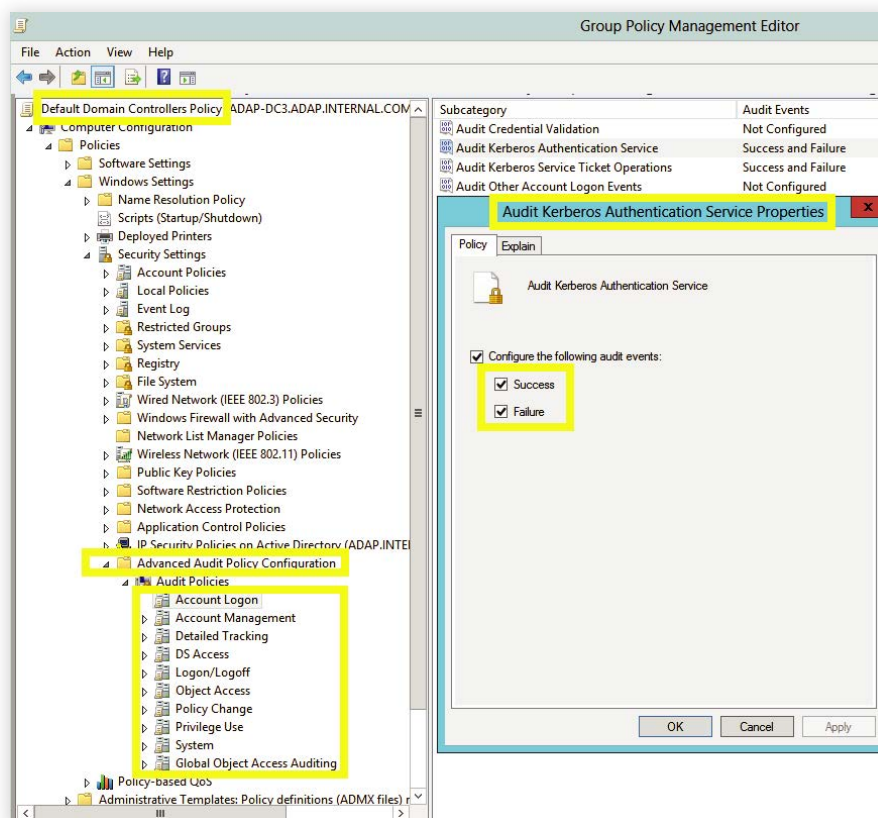 Group Policy Management Editor
File Action View Help
Default Domain Controllers Policy ADAP-DC3.ADAP.INTERNAL.COM
Computer Configuration
Policies
Software Settings
Windows Settings
Name Resolution Policy
Scripts (Startup/Shutdown)
Deployed Printers
Security Settings
Account Policies
Local Policies
Event Log
Restricted Groups
System Services
Registry
File System
Wired Network (IEEE 802.3) Policies
Windows Firewall with Advanced Security
Network List Manager Policies
Wireless Network (IEEE 802.11) Policies
Public Key Policies
Software Restriction Policies
Network Access Protection
Application Control Policies
IP Security Policies on Active Directory (ADAP.INTE
Advanced Audit Policy Configuration
Audit Policies
Account Logon
Account Management
Detailed Tracking
DS Access
Logon/Logoff
Object Access
Policy Change
Privilege Use
System
Global Object Access Auditing
Policy-based QoS
Administrative Templates: Policy definitions (ADMX files) r
Subcategory Audit Events
Audit Credential Validation Not Configured
Audit Kerberos Authentication Service Success and Failure
Audit Kerberos Service Ticket Operations Success and Failure
Audit Other Account Logon Events Not Configured
Audit Kerberos Authentication Service Properties x
Policy Explain
Audit Kerberos Authentication Service
Configure the following audit events:
Success
Failure
OK Cancel Apply